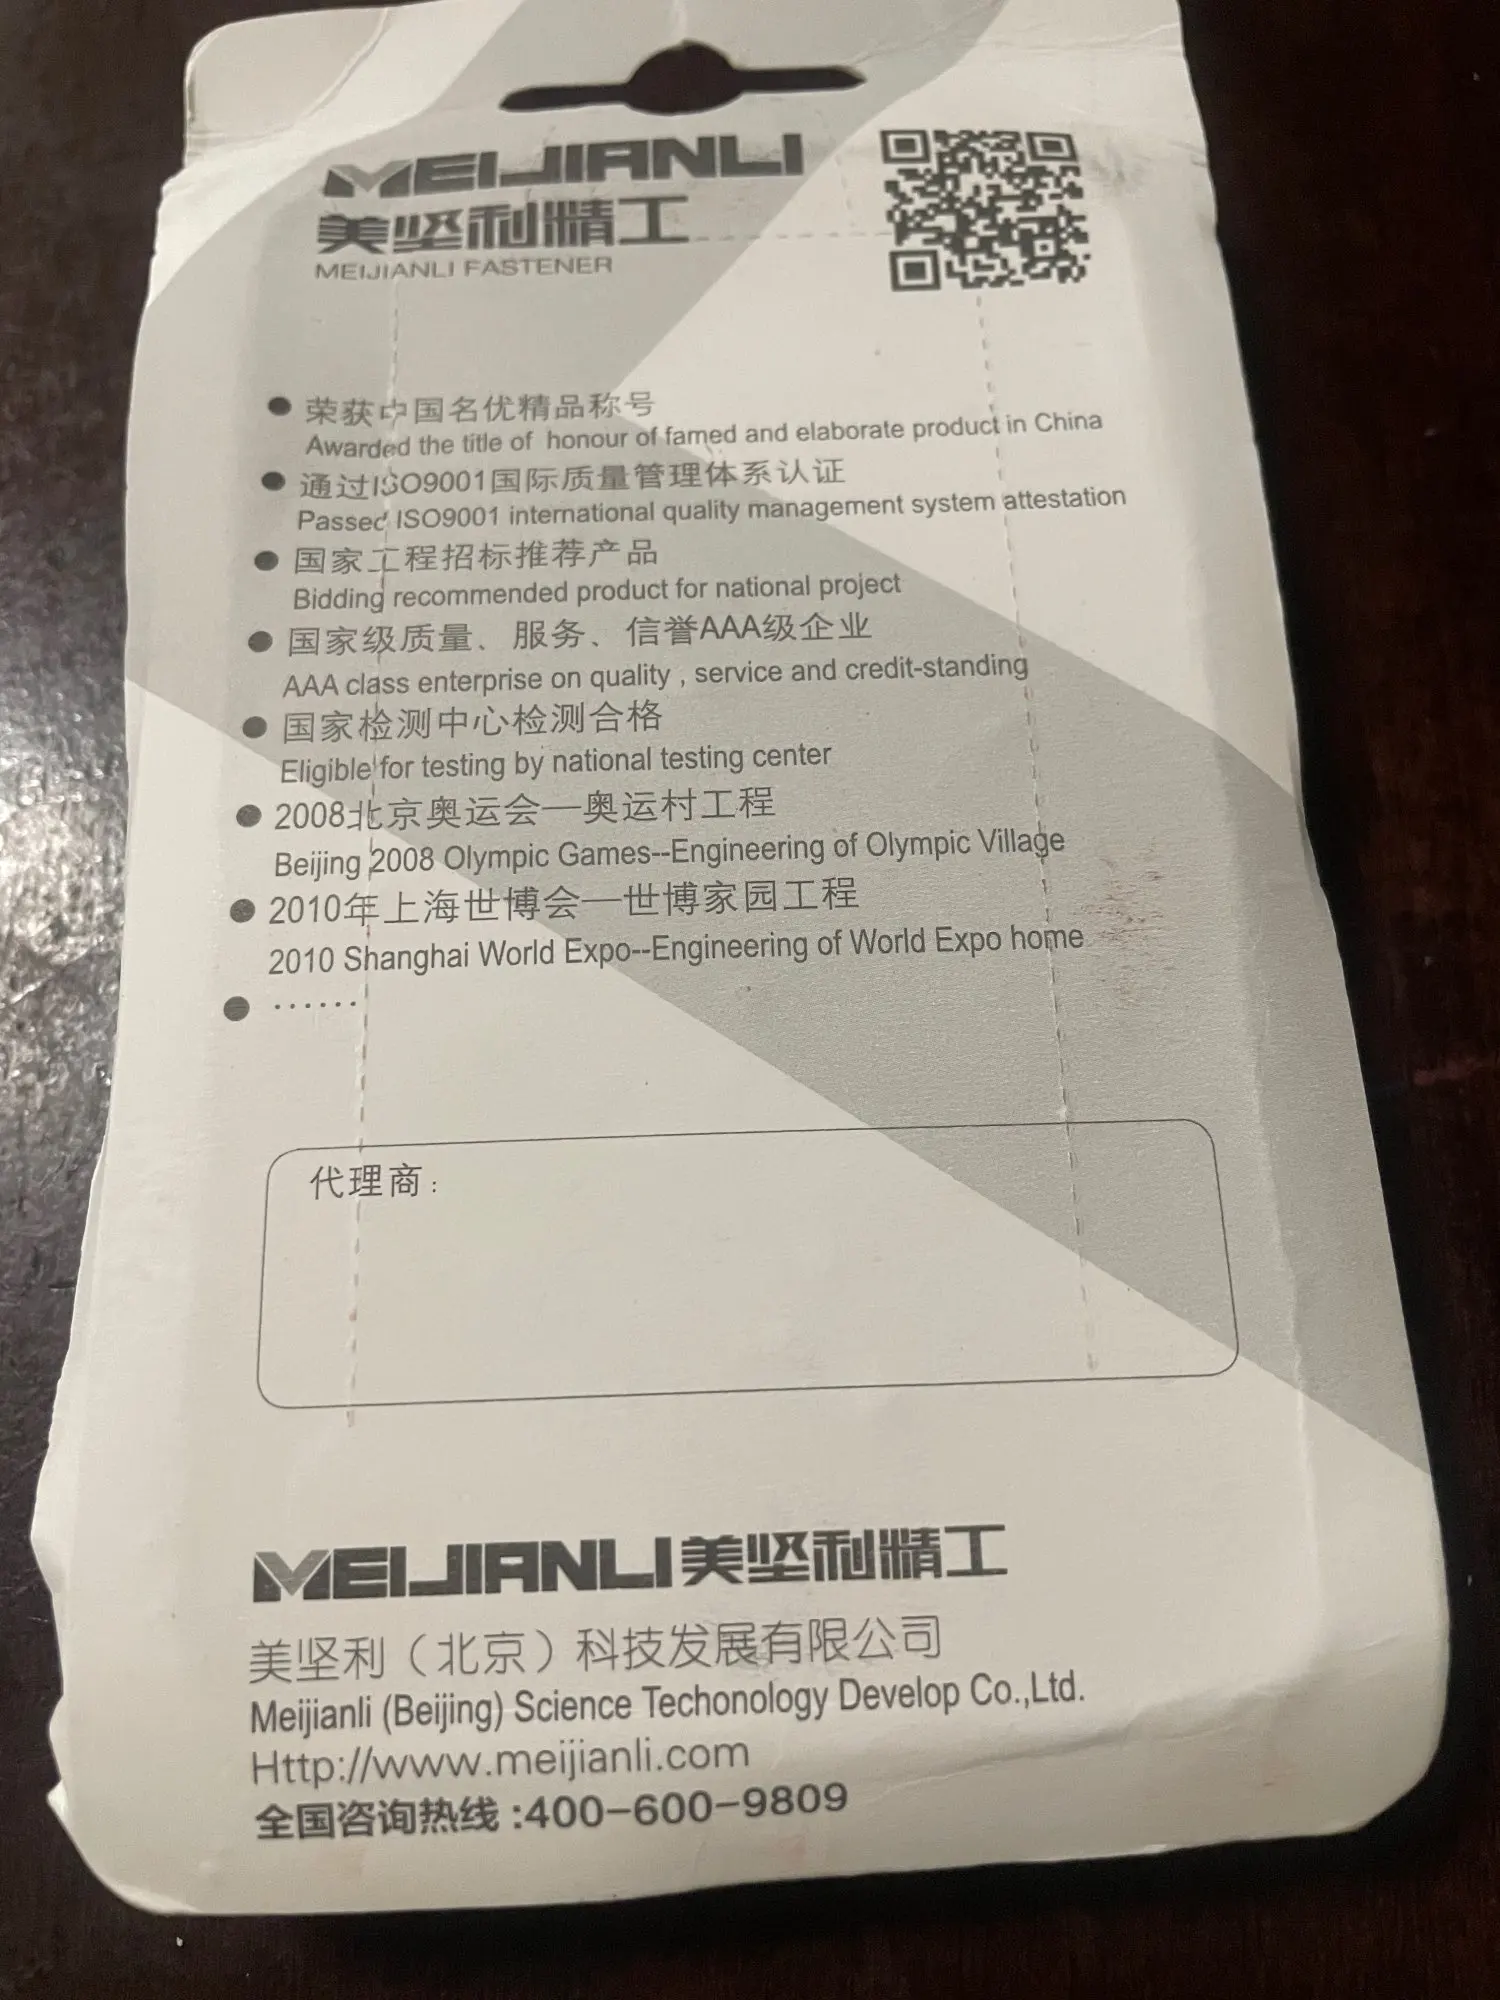 MEIJIANLI
美坚利精工
MEIJIANLI FASTENER
荣获中国名优精品称号
Awarded the title of honour of famed and elaborate product in China
通过ISO9001国际质量管理体系认证
Passed ISO9001 international quality management system attestation
国家工程招标推荐产品
Bidding recommended product for national project
国家级质量、服务、信誉AAA级企业
AAA class enterprise on quality , service and credit-standing
国家检测中心检测合格
Eligible for testing by national testing center
2008北京奥运会—奥运村工程
Beijing 2008 Olympic Games--Engineering of Olympic Village
2010年上海世博会—世博家园工程
2010 Shanghai World Expo--Engineering of World Expo home
······
代理商:
MEIJIANLI美坚利精工
美坚利（北京）科技发展有限公司
Meijianli (Beijing) Science Techonology Develop Co.,Ltd.
Http://www.meijianli.com
全国咨询热线:400-600-9809